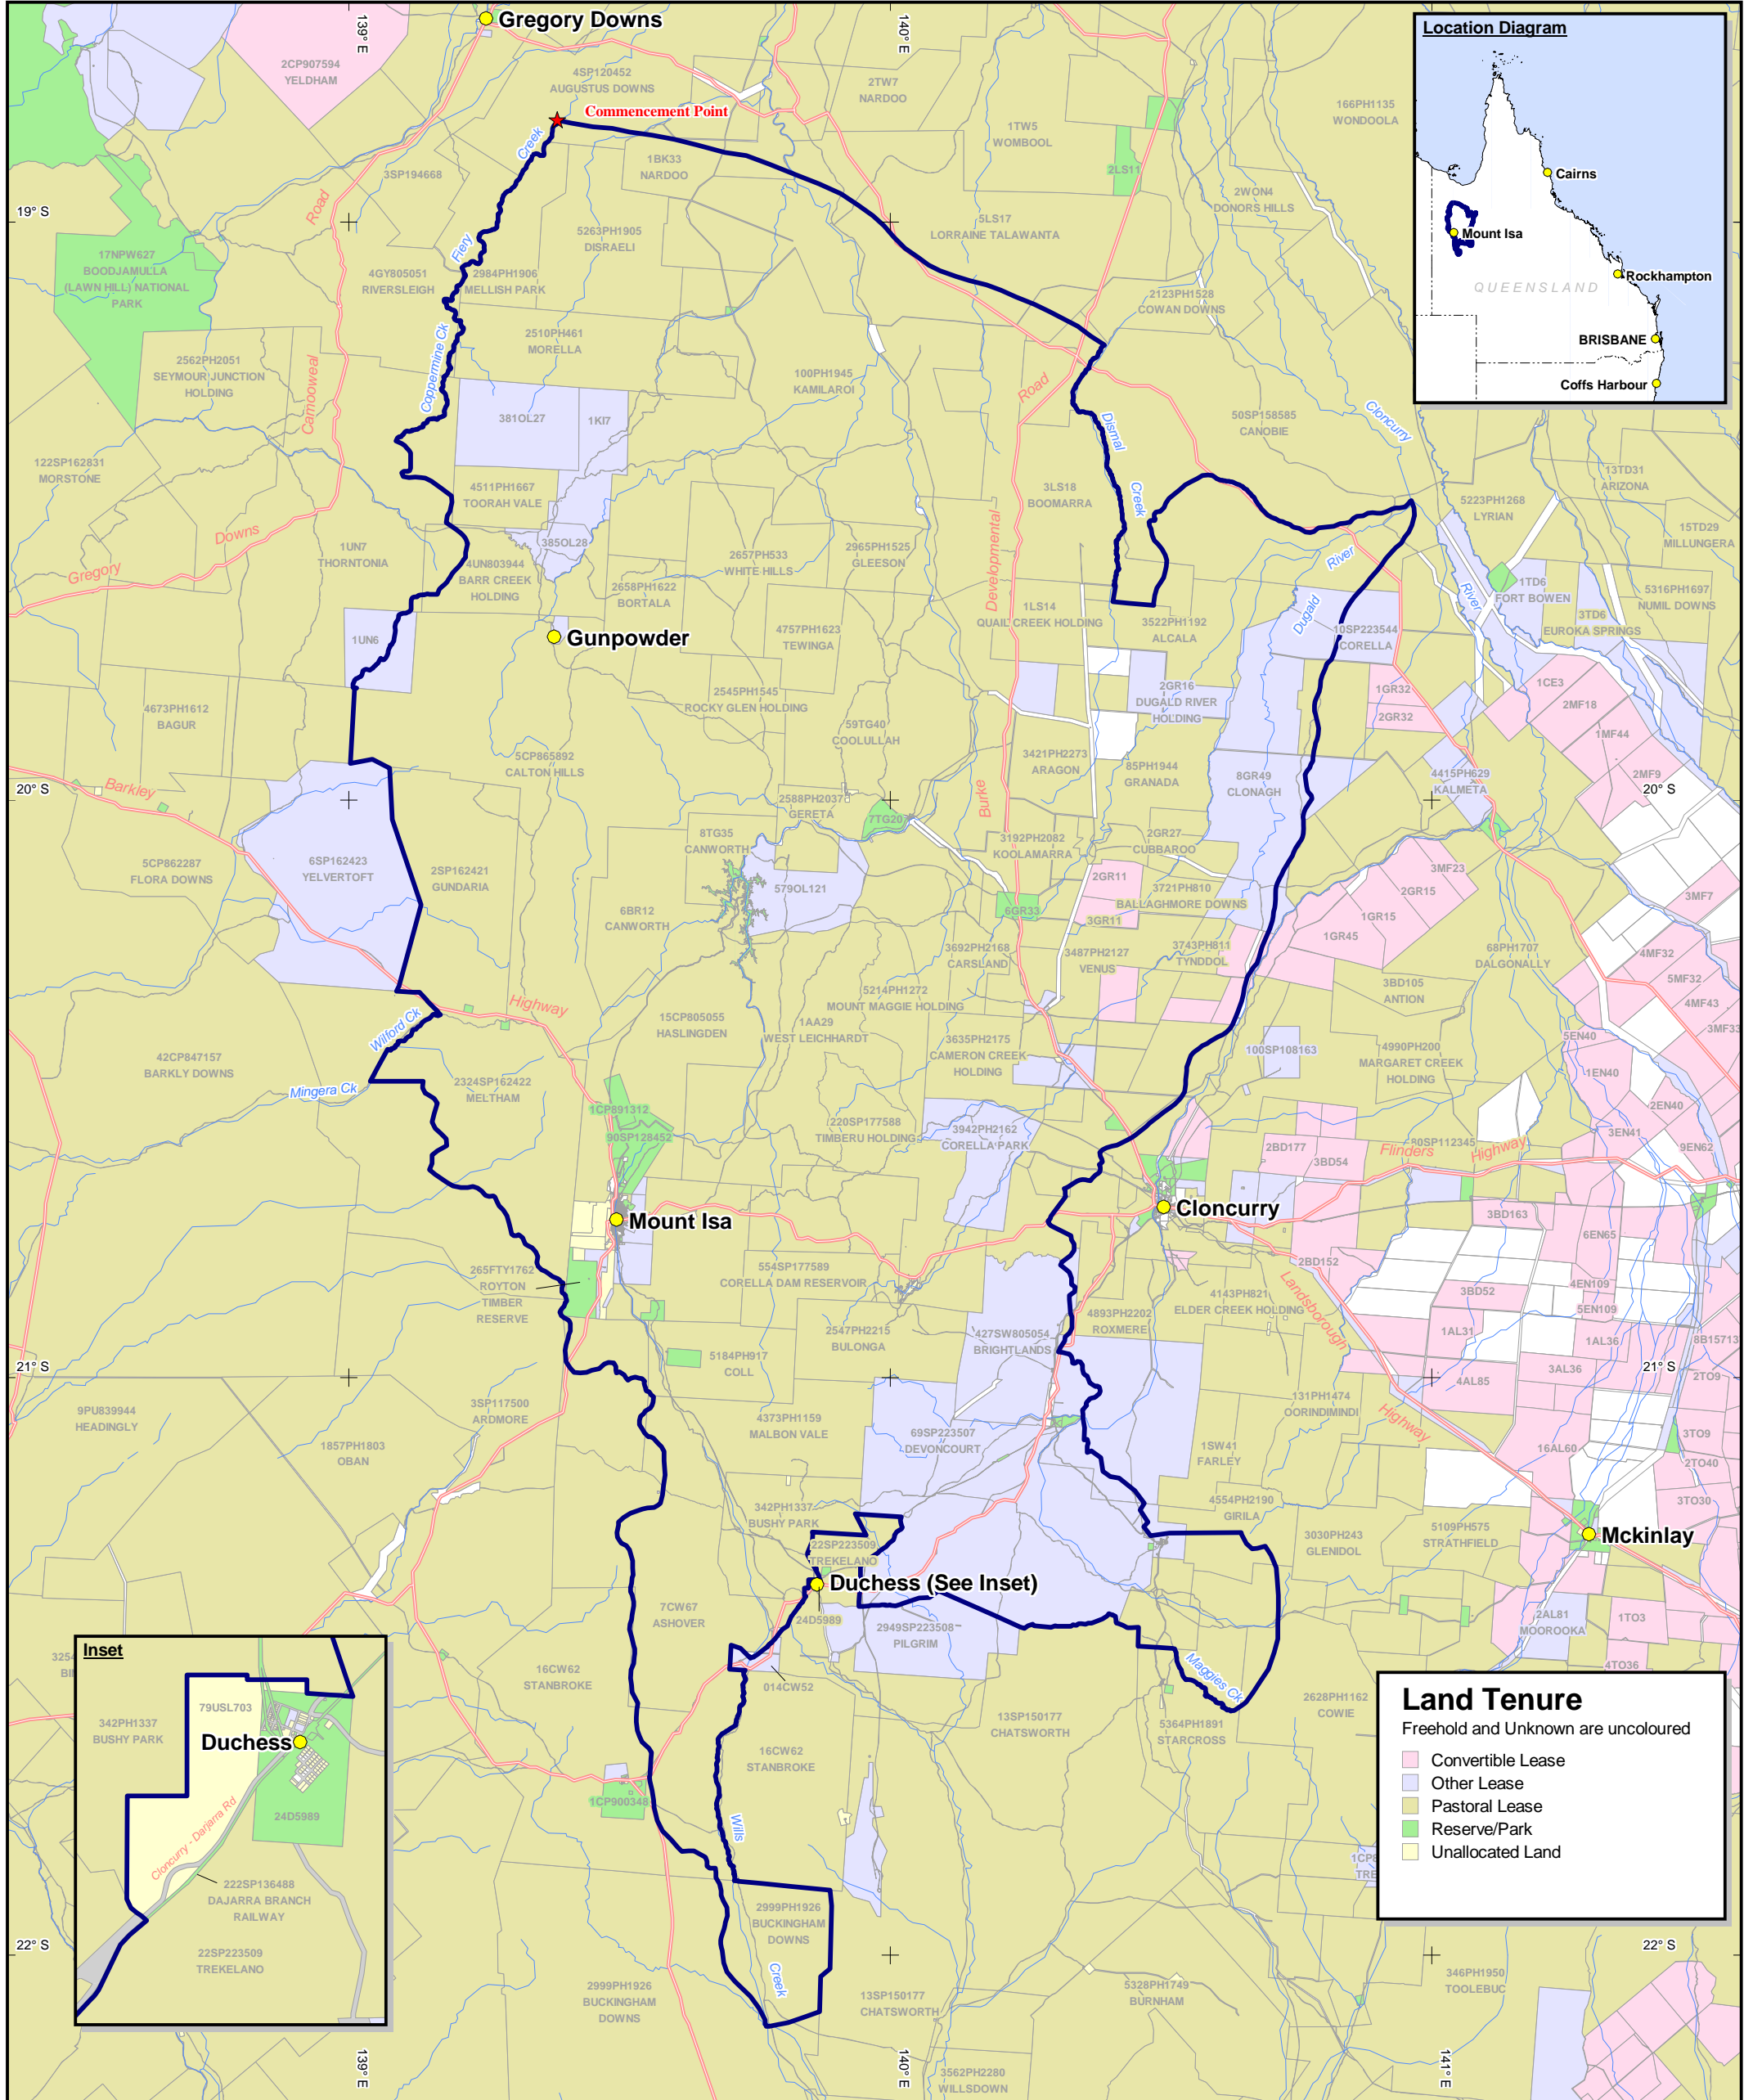 Gregory Downs
139° E
140° E
2CP907594
YELDHAM
4SP120452
AUGUSTUS DOWNS
2TW7
NARDOO
166PH1135
WONDOOLA
Commencement Point
Creek
1TW5
WOMBOOL
1BK33
NARDOO
2LS11
3SP194668
Road
2WON4
DONORS HILLS
19° S
5LS17
LORRAINE TALAWANTA
5263PH1905
DISRAELI
Fiery
17NPW627
BOODJAMULLA
(LAWN HILL) NATIONAL
PARK
4GY805051
RIVERSLEIGH
2984PH1906
MELLISH PARK
2123PH1528
COWAN DOWNS
2510PH461
MORELLA
Coppermine Ck
2562PH2051
SEYMOUR JUNCTION
HOLDING
Camooweal
100PH1945
KAMILAROI
Road
381OL27
1KI7
Dismal
50SP158585
CANOBIE
Cloncurry
122SP162831
MORSTONE
13TD31
ARIZONA
4511PH1667
TOORAH VALE
3LS18
BOOMARRA
Creek
5223PH1268
LYRIAN
15TD29
MILLUNGERA
Downs
385OL28
Developmental
1UN7
THORNTONIA
Gregory
4UN803944
BARR CREEK
HOLDING
2657PH533
WHITE HILLS
2965PH1525
GLEESON
River
2658PH1622
BORTALA
1TD6
FORT BOWEN
River
5316PH1697
NUMIL DOWNS
1LS14
QUAIL CREEK HOLDING
3522PH1192
ALCALA
Dugald
3TD6
EUROKA SPRINGS
10SP223544
CORELLA
1UN6
Gunpowder
4757PH1623
TEWINGA
2545PH1545
ROCKY GLEN HOLDING
2GR16
DUGALD RIVER
HOLDING
1GR32
2GR32
1CE3
2MF18
1MF44
4673PH1612
BAGUR
59TG40
COOLULLAH
5CP865892
CALTON HILLS
3421PH2273
ARAGON
85PH1944
GRANADA
8GR49
CLONAGH
4415PH629
KALMETA
2MF9
20° S
20° S
Barkley
Burke
2588PH2037
GERETA
7TG207
8TG35
CANWORTH
3192PH2082
KOOLAMARRA
2GR27
CUBBAROO
5CP862287
FLORA DOWNS
6SP162423
YELVERTOFT
2SP162421
GUNDARIA
579OL121
2GR11
3721PH810
BALLAGHMORE DOWNS
3MF23
2GR15
3MF7
6BR12
CANWORTH
6GR33
3GR11
1GR15
1GR45
3692PH2168
CARSLAND
3487PH2127
VENUS
3743PH811
TYNDDOL
68PH1707
DALGONALLY
4MF32
5MF32
4MF43
3MF33
Highway
5214PH1272
MOUNT MAGGIE HOLDING
3BD105
ANTION
Wilford Ck
15CP805055
HASLINGDEN
1AA29
WEST LEICHHARDT
3635PH2175
CAMERON CREEK
HOLDING
100SP108163
4990PH200
MARGARET CREEK
HOLDING
5EN40
1EN40
42CP847157
BARKLY DOWNS
Mingera Ck
2324SP162422
MELTHAM
2EN40
1CP891312
90SP128452
220SP177588
TIMBERU HOLDING
3942PH2162
CORELLA PARK
3EN41
9EN62
2BD177
3BD54
80SP112345
Flinders
Highway
Mount Isa
Cloncurry
3BD163
6EN65
265FTY1762
ROYTON
TIMBER
RESERVE
554SP177589
CORELLA DAM RESERVOIR
2BD152
Landsborough
4EN109
3BD52
5EN109
4143PH821
ELDER CREEK HOLDING
4893PH2202
ROXMERE
2547PH2215
BULONGA
427SW805054
BRIGHTLANDS
1AL31
1AL36
8B15713
21° S
21° S
5184PH917
COLL
3AL36
2TO9
4AL85
131PH1474
OORINDIMINDI
3SP117500
ARDMORE
9PU839944
HEADINGLY
Highway
4373PH1159
MALBON VALE
69SP223507
DEVONCOURT
3TO9
1857PH1803
OBAN
1SW41
FARLEY
16AL60
2TO40
4554PH2190
GIRILA
3TO30
342PH1337
BUSHY PARK
22SP223509
TREKELANO
3030PH243
GLENIDOL
5109PH575
STRATHFIELD
Mckinlay
Duchess (See Inset)
7CW67
ASHOVER
24D5989
2949SP223508
PILGRIM
2AL81
MOOROOKA
1TO3
4TO36
16CW62
STANBROKE
014CW52
Maggies Ck
13SP150177
CHATSWORTH
5364PH1891
STARCROSS
2628PH1162
COWIE
16CW62
STANBROKE
1CP900348
Wills
22° S
22° S
2999PH1926
BUCKINGHAM
DOWNS
Creek
2999PH1926
BUCKINGHAM
DOWNS
13SP150177
CHATSWORTH
5328PH1749
BURNHAM
346PH1950
TOOLEBUC
3562PH2280
WILLSDOWN
139° E
140° E
141° E
Location Diagram
Cairns
Mount Isa
Rockhampton
QUEENSLAND
BRISBANE
Coffs Harbour
Inset
79USL703
342PH1337
BUSHY PARK
Duchess
24D5989
Cloncurry - Darjarra Rd
222SP136488
DAJARRA BRANCH
RAILWAY
22SP223509
TREKELANO
Land Tenure
Freehold and Unknown are uncoloured
Convertible Lease
Other Lease
Pastoral Lease
Reserve/Park
Unallocated Land